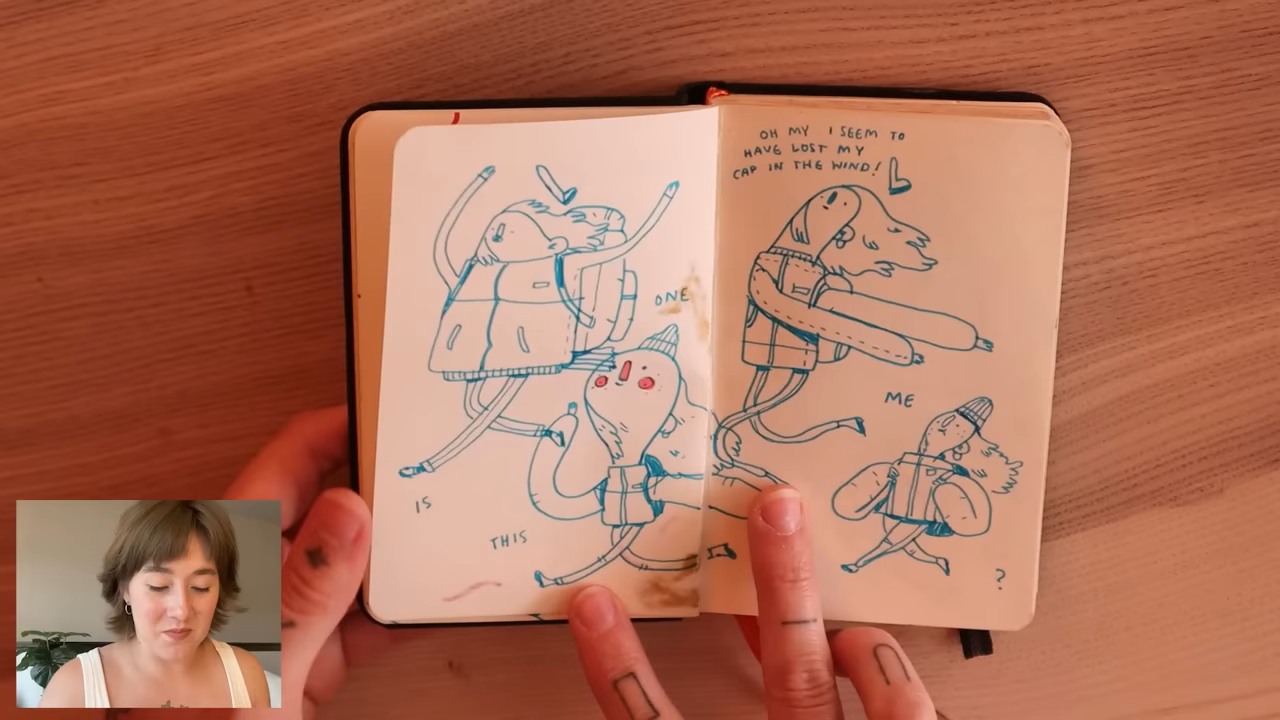 OH MY I SEEM TO
HAVE LOST MY
CAP IN THE WIND!
ONE
ME
IS
THIS
?